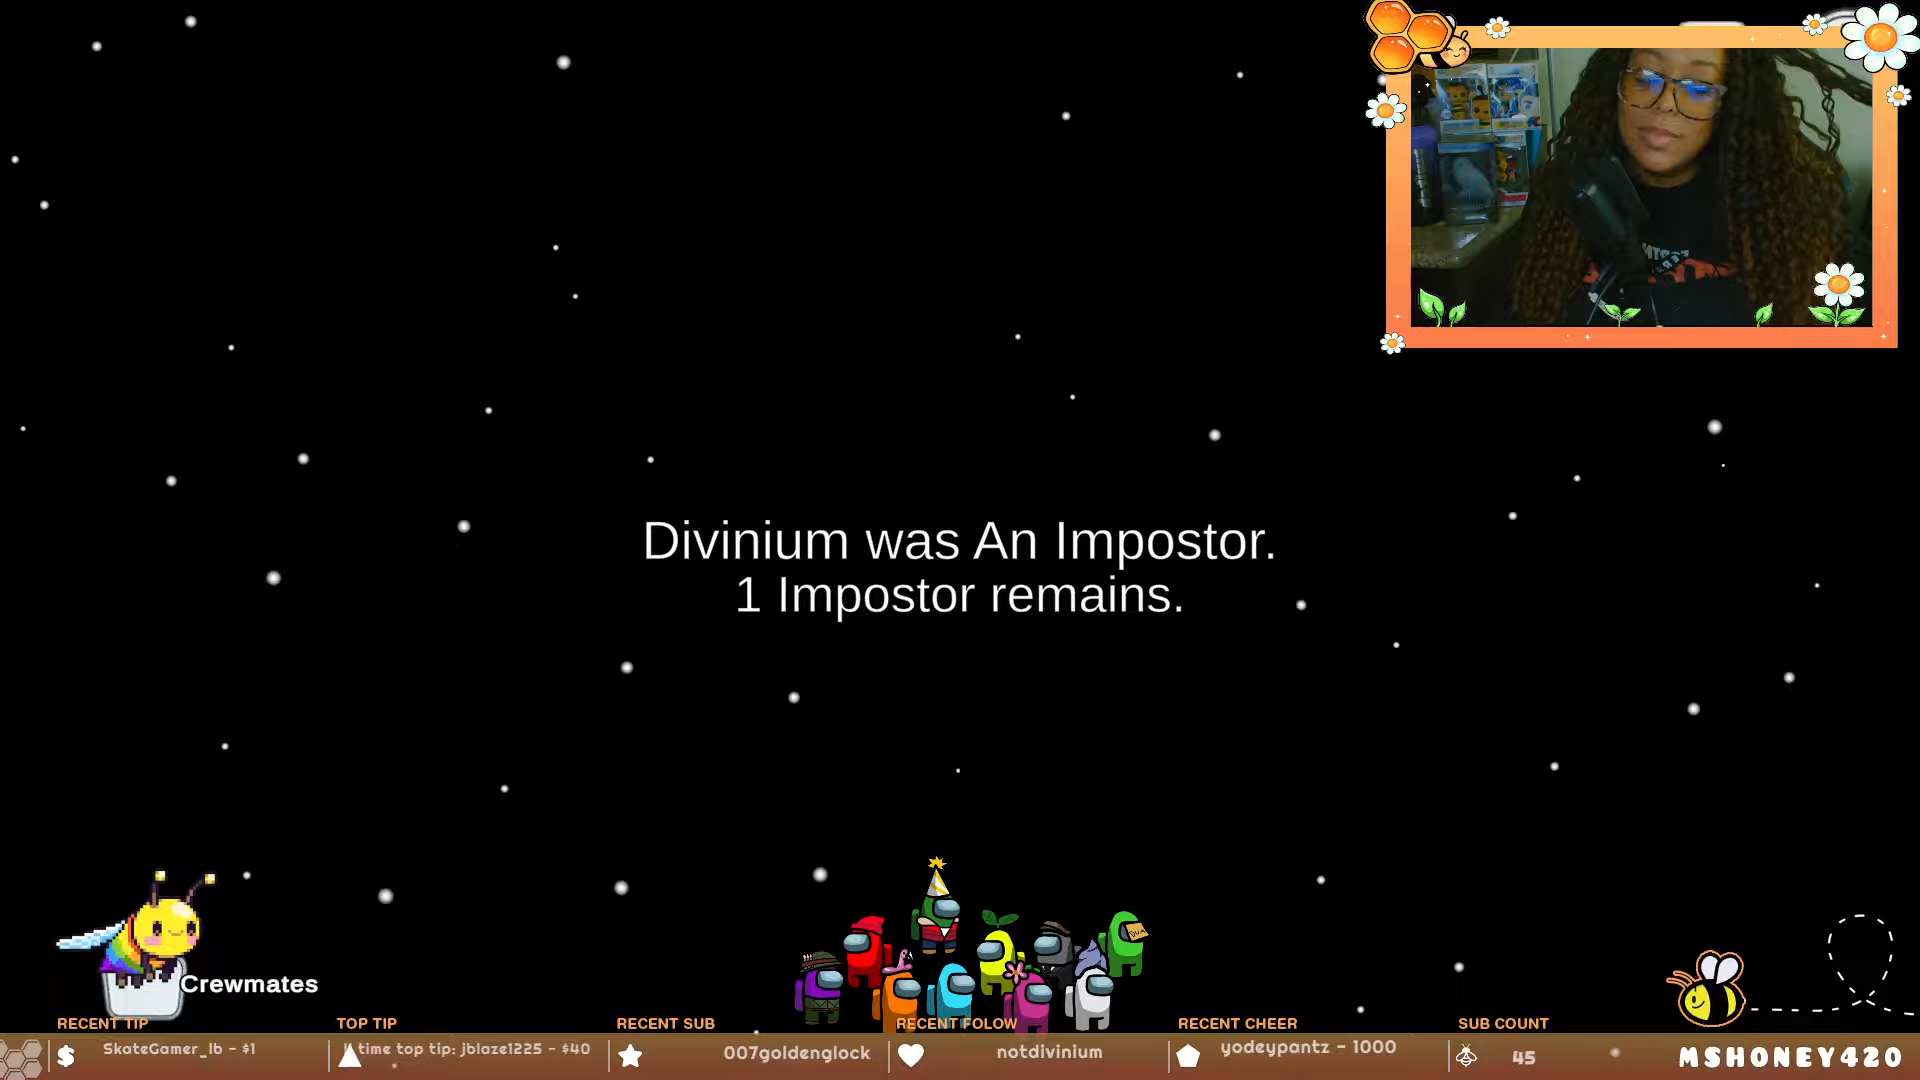 Divinium was An Impostor.
1 Impostor remains.
Crewmates
RECENT TIP
SkateGamer_lb - $1
TOP TIP
time top tip: jblaze1225 - $40
RECENT SUB
007goldenglock
RECENT FOLOW
notdivinium
RECENT CHEER
yodeypantz - 1000
SUB COUNT
45
MSHONEY420